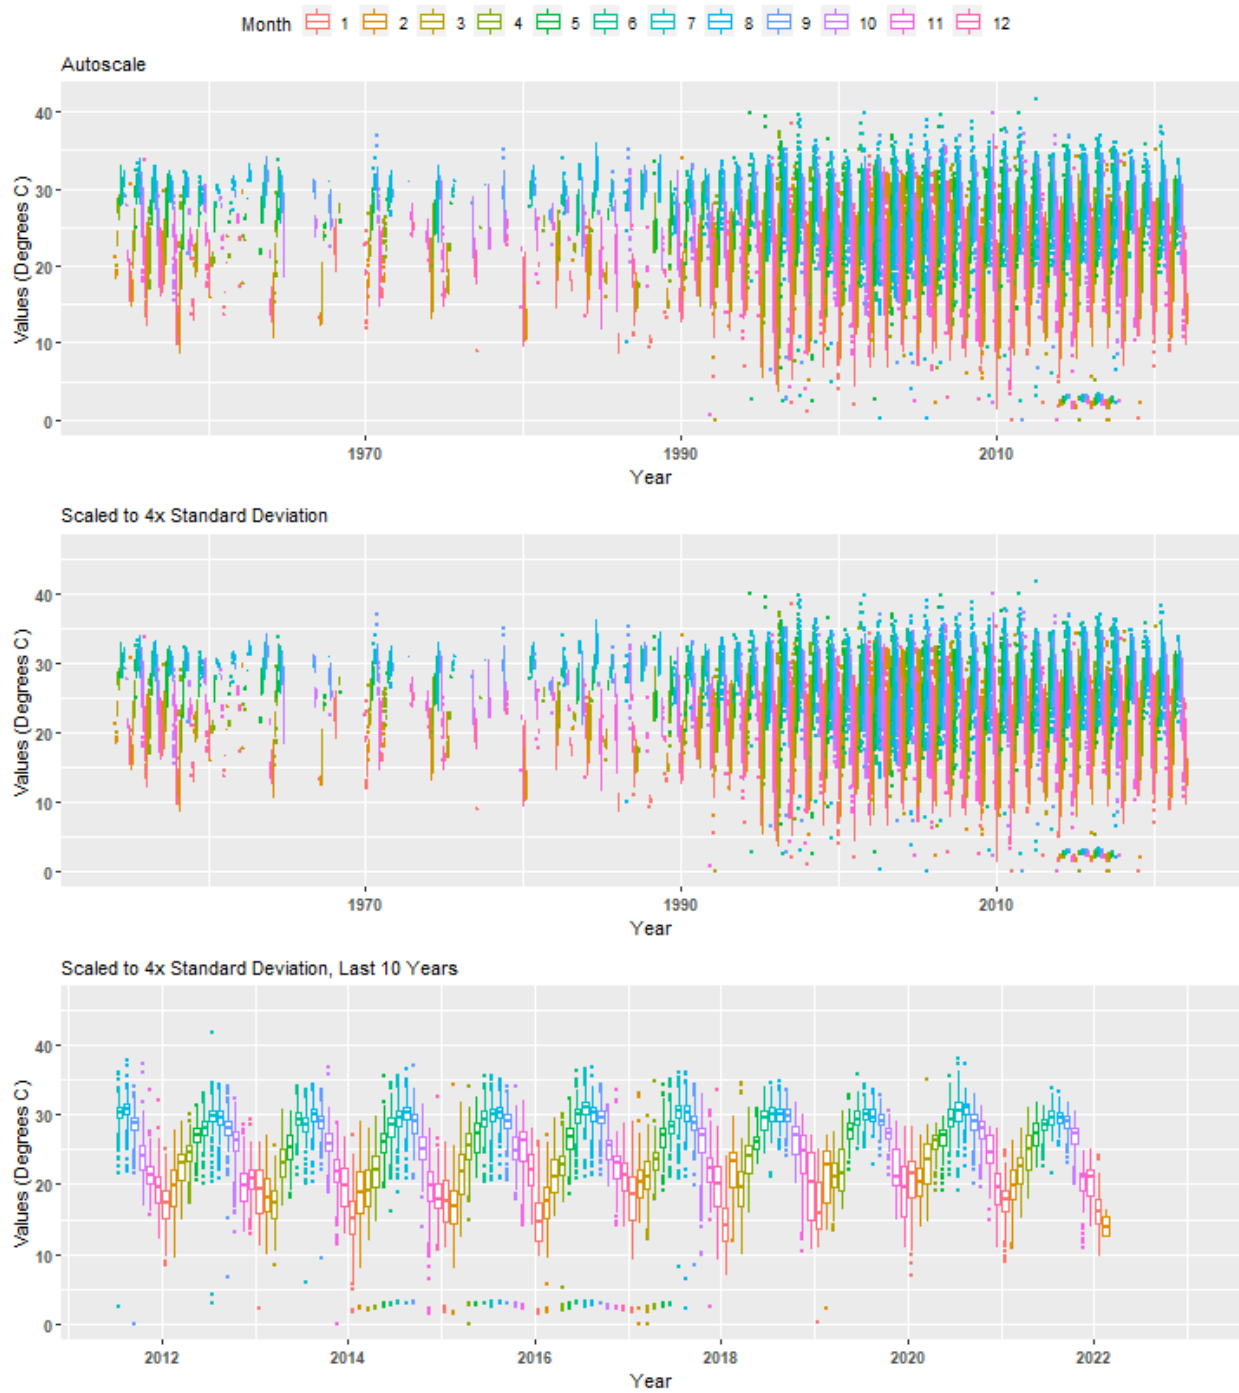 Month 1 2 3 4 5 6 7 8 9 10 11 12
Autoscale
Values (Degrees C)
40
30
20
10
0
1970 1990 2010
Year
Scaled to 4x Standard Deviation
Values (Degrees C)
40
30
20
10
0
1970 1990 2010
Year
Scaled to 4x Standard Deviation, Last 10 Years
Values (Degrees C)
40
30
20
10
0
2012 2014 2016 2018 2020 2022
Year